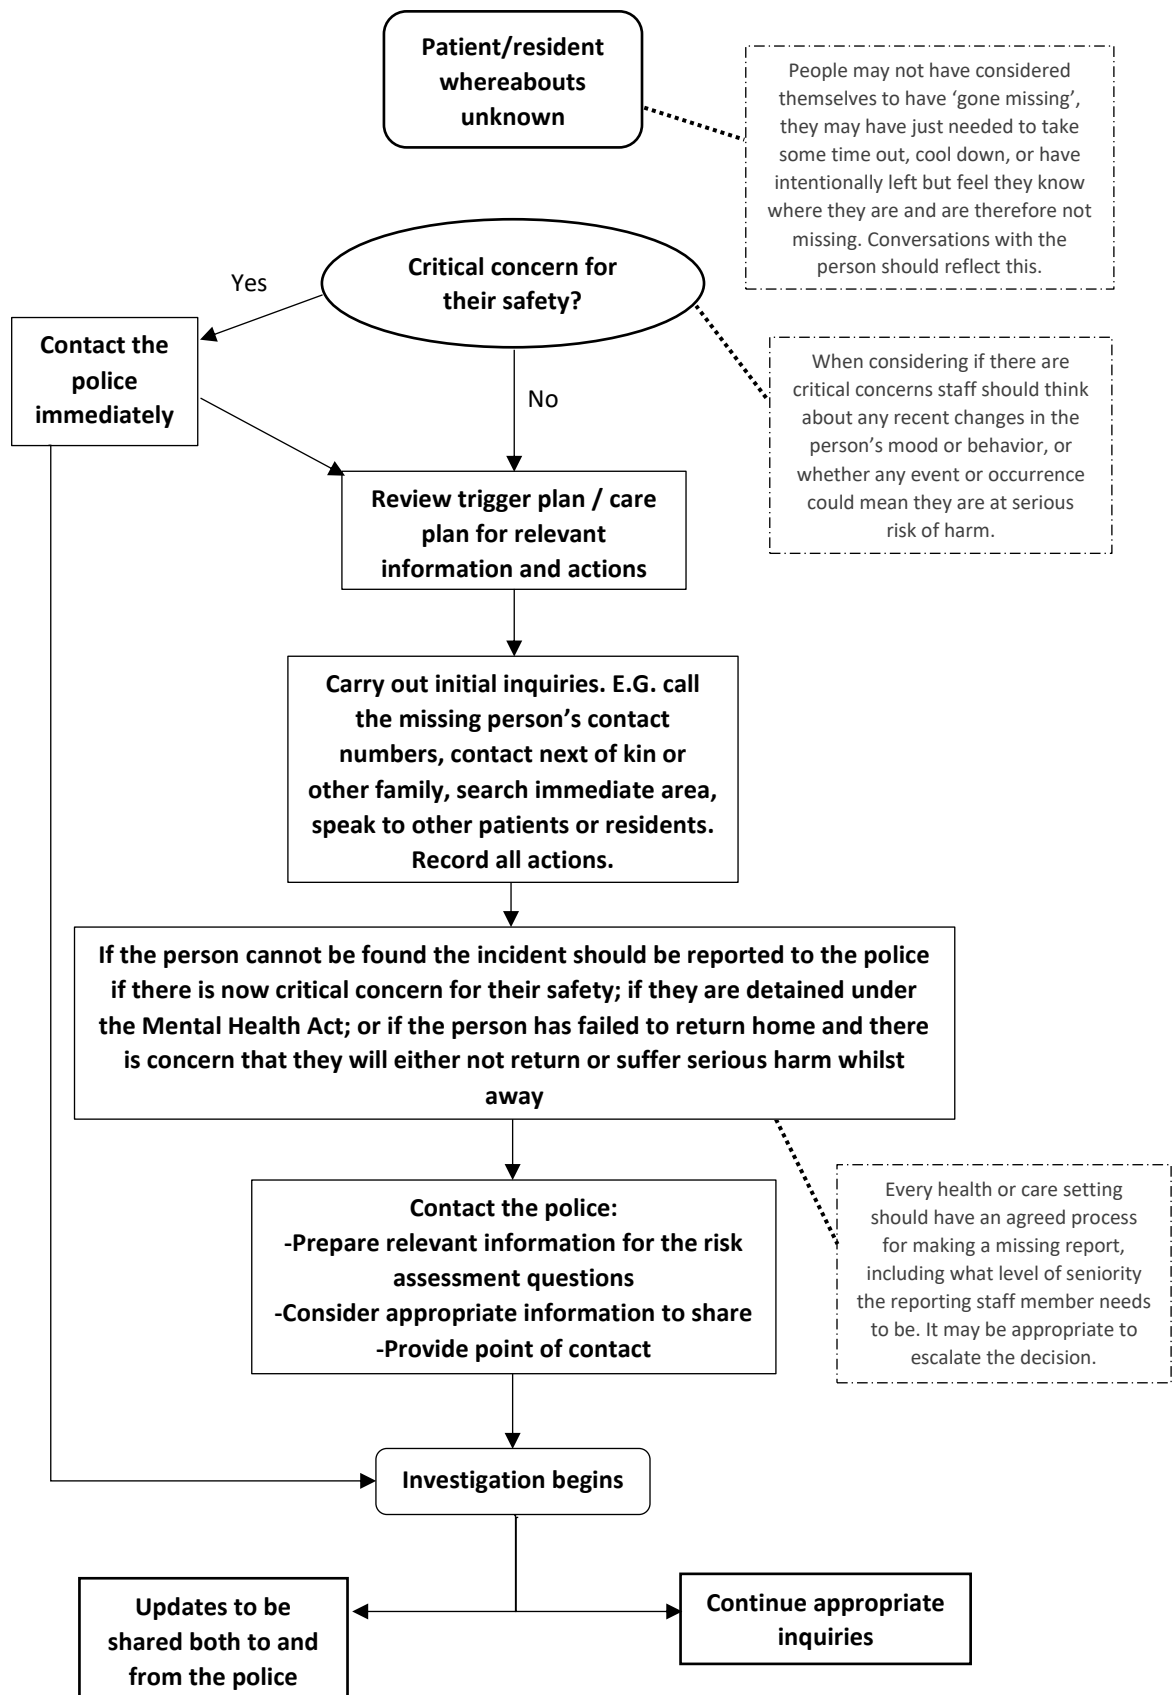 Patient/resident
whereabouts
unknown
People may not have considered
themselves to have ‘gone missing’,
they may have just needed to take
some time out, cool down, or have
intentionally left but feel they know
where they are and are therefore not
missing. Conversations with the
person should reflect this.
Critical concern for
their safety?
Yes
Contact the
police
immediately
No
When considering if there are
critical concerns staff should think
about any recent changes in the
person’s mood or behavior, or
whether any event or occurrence
could mean they are at serious
risk of harm.
Review trigger plan / care
plan for relevant
information and actions
Carry out initial inquiries. E.G. call
the missing person’s contact
numbers, contact next of kin or
other family, search immediate area,
speak to other patients or residents.
Record all actions.
If the person cannot be found the incident should be reported to the police
if there is now critical concern for their safety; if they are detained under
the Mental Health Act; or if the person has failed to return home and there
is concern that they will either not return or suffer serious harm whilst
away
Every health or care setting
should have an agreed process
for making a missing report,
including what level of seniority
the reporting staff member needs
to be. It may be appropriate to
escalate the decision.
Contact the police:
-Prepare relevant information for the risk
assessment questions
-Consider appropriate information to share
-Provide point of contact
Investigation begins
Updates to be
shared both to and
from the police
Continue appropriate
inquiries